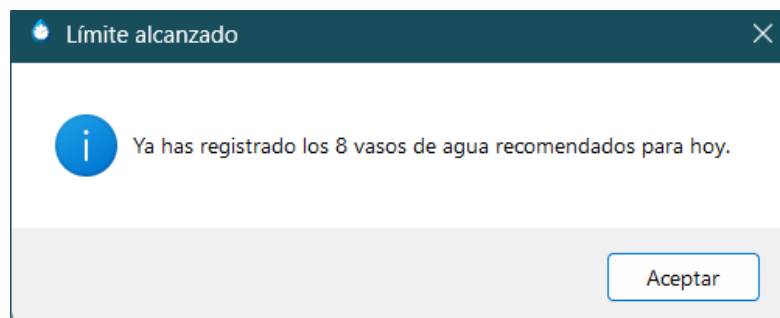 Límite alcanzado
Ya has registrado los 8 vasos de agua recomendados para hoy.
Aceptar